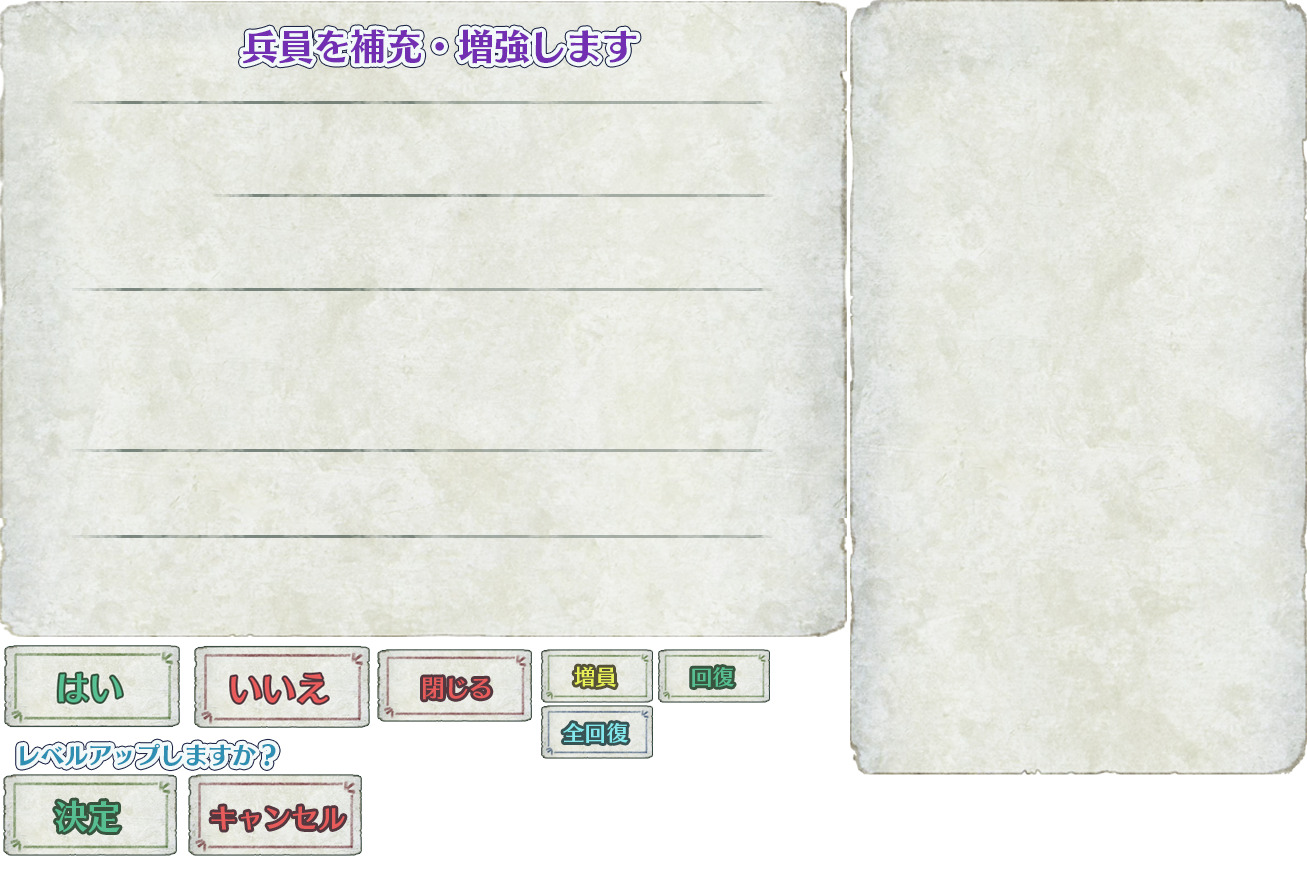 兵員を補充・増強します
はい
いいえ
閉じる
増員
回復
全回復
レベルアップしますか？
決定
キャンセル